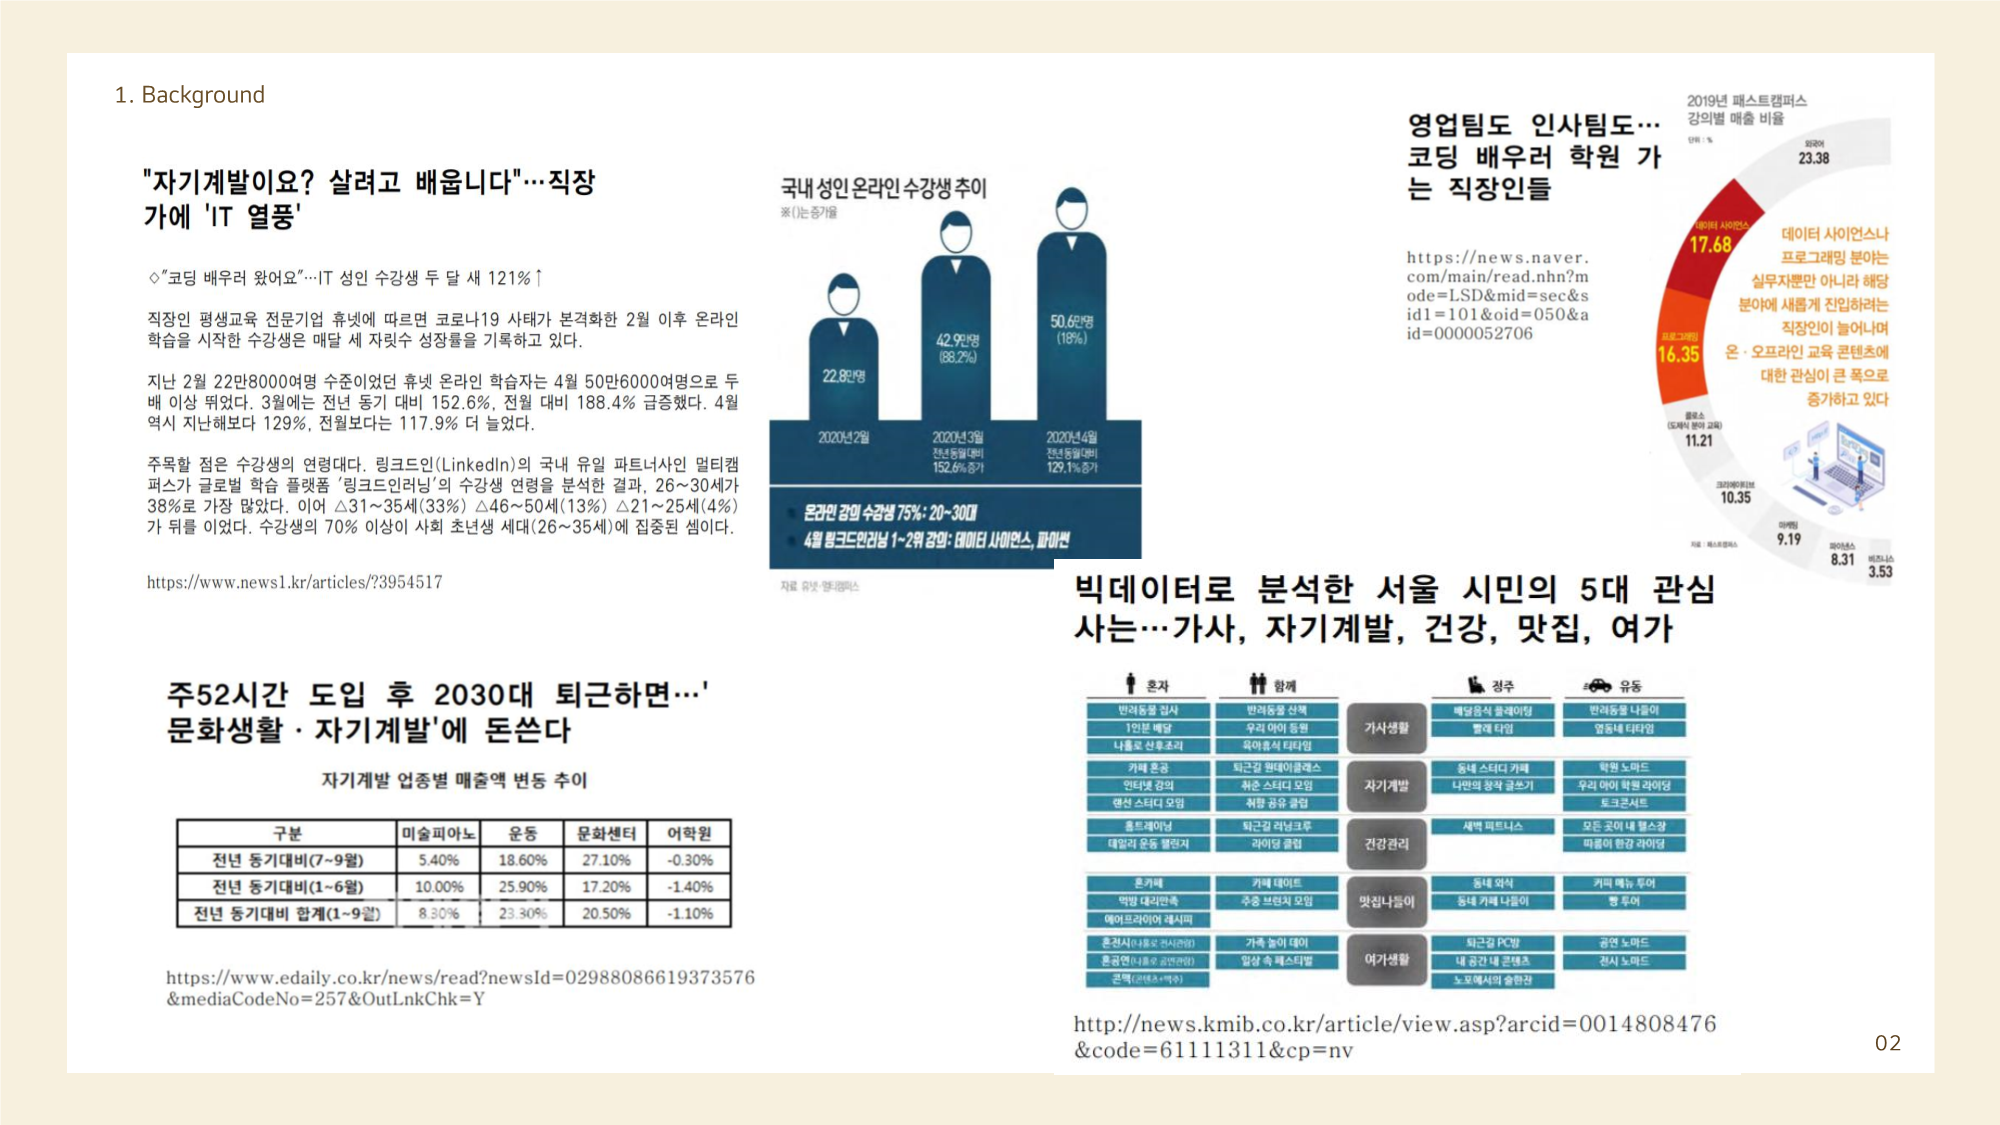 1. Background
"자기계발이요? 살려고 배웁니다"…직장
가에 'IT 열풍'
◇"코딩 배우러 왔어요"…IT 성인 수강생 두 달 새 121%↑
직장인 평생교육 전문기업 휴넷에 따르면 코로나19 사태가 본격화한 2월 이후 온라인
학습을 시작한 수강생은 매달 세 자릿수 성장률을 기록하고 있다.
지난 2월 22만8000여명 수준이었던 휴넷 온라인 학습자는 4월 50만6000여명으로 두
배 이상 뛰었다. 3월에는 전년 동기 대비 152.6%, 전월 대비 188.4% 급증했다. 4월
역시 지난해보다 129%, 전월보다는 117.9% 더 늘었다.
주목할 점은 수강생의 연령대다. 링크드인(LinkedIn)의 국내 유일 파트너사인 멀티캠
퍼스가 글로벌 학습 플랫폼 '링크드인러닝'의 수강생 연령을 분석한 결과, 26~30세가
38%로 가장 많았다. 이어 △31~35세(33%) △46~50세(13%) △21~25세(4%)
가 뒤를 이었다. 수강생의 70% 이상이 사회 초년생 세대(26~35세)에 집중된 셈이다.
https://www.news1.kr/articles/?3954517
국내 성인 온라인 수강생 추이
※( )는 증가율
22.8만명
42.9만명
(88.2%)
50.6만명
(18%)
2020년 2월
2020년 3월
전년 동월 대비
152.6% 증가
2020년 4월
전년 동월 대비
129.1% 증가
온라인 강의 수강생 75%: 20~30대
4월 링크드인러닝 1~2위 강의: 데이터 사이언스, 파이썬
자료 휴넷·멀티캠퍼스
영업팀도 인사팀도…
코딩 배우러 학원 가
는 직장인들
https://news.naver.
com/main/read.nhn?m
ode=LSD&mid=sec&s
id1=101&oid=050&a
id=0000052706
2019년 패스트캠퍼스
강의별 매출 비율
단위 : %
외국어
23.38
데이터 사이언스
17.68
프로그래밍
16.35
콜로소
(도제식 분야 교육)
11.21
크리에이티브
10.35
마케팅
9.19
파이낸스
8.31
비즈니스
3.53
자료 : 패스트캠퍼스
데이터 사이언스나
프로그래밍 분야는
실무자뿐만 아니라 해당
분야에 새롭게 진입하려는
직장인이 늘어나며
온·오프라인 교육 콘텐츠에
대한 관심이 큰 폭으로
증가하고 있다
주52시간 도입 후 2030대 퇴근하면…'
문화생활·자기계발'에 돈쓴다
자기계발 업종별 매출액 변동 추이
구분 미술피아노 운동 문화센터 어학원
전년 동기대비(7~9월) 5.40% 18.60% 27.10% -0.30%
전년 동기대비(1~6월) 10.00% 25.90% 17.20% -1.40%
전년 동기대비 합계(1~9월) 8.30% 23.30% 20.50% -1.10%
https://www.edaily.co.kr/news/read?newsId=02988086619373576
&mediaCodeNo=257&OutLnkChk=Y
빅데이터로 분석한 서울 시민의 5대 관심
사는…가사, 자기계발, 건강, 맛집, 여가
혼자 함께 정주 유동
반려동물 집사 반려동물 산책 배달음식 플레이팅 반려동물 나들이
가사생활
1인분 배달 우리 아이 등원 빨래 타임 옆동네 티타임
나홀로 산후조리 육아휴식 티타임
카페 혼공 퇴근길 원데이클래스 동네 스터디 카페 학원 노마드
인터넷 강의 취준 스터디 모임 자기계발 나만의 창작 글쓰기 우리 아이 학원 라이딩
랜선 스터디 모임 취향 공유 클럽 토크콘서트
홈트레이닝 퇴근길 러닝크루 새벽 피트니스 모든 곳이 내 헬스장
데일리 운동 챌린지 라이딩 클럽 건강관리 따릉이 한강 라이딩
혼카페 카페 데이트 동네 외식 커피 메뉴 투어
먹방 대리만족 주중 브런치 모임 맛집나들이 동네 카페 나들이 빵 투어
에어프라이어 레시피
혼전시(나홀로 전시관람) 가족 놀이 데이 퇴근길 PC방 공연 노마드
혼공연(나홀로 공연관람) 일상 속 페스티벌 여가생활 내 공간 내 콘텐츠 전시 노마드
콘맥(콘텐츠+맥주) 노포에서의 술한잔
http://news.kmib.co.kr/article/view.asp?arcid=0014808476
&code=61111311&cp=nv
02